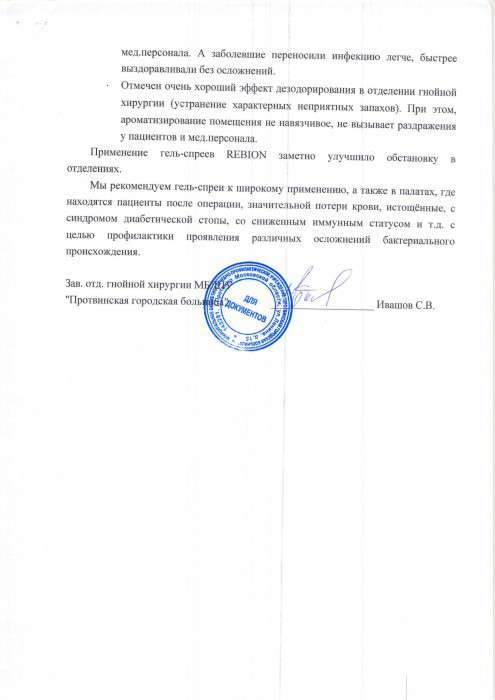 мед.персонала. А заболевшие переносили инфекцию легче, быстрее
выздоравливали без осложнений.
· Отмечен очень хороший эффект дезодорирования в отделении гнойной
хирургии (устранение характерных неприятных запахов). При этом,
ароматизирование помещения не навязчивое, не вызывает раздражения
у пациентов и мед.персонала.
Применение гель-спреев REBION заметно улучшило обстановку в
отделениях.
Мы рекомендуем гель-спреи к широкому применению, а также в палатах, где
находятся пациенты после операции, значительной потери крови, истощённые, с
синдромом диабетической стопы, со сниженным иммунным статусом и т.д. с
целью профилактики проявления различных осложнений бактериального
происхождения.
Зав. отд. гнойной хирургии
"Протвинская городская больница" Ивашов С.В.
ДЛЯ
ДОКУМЕНТОВ